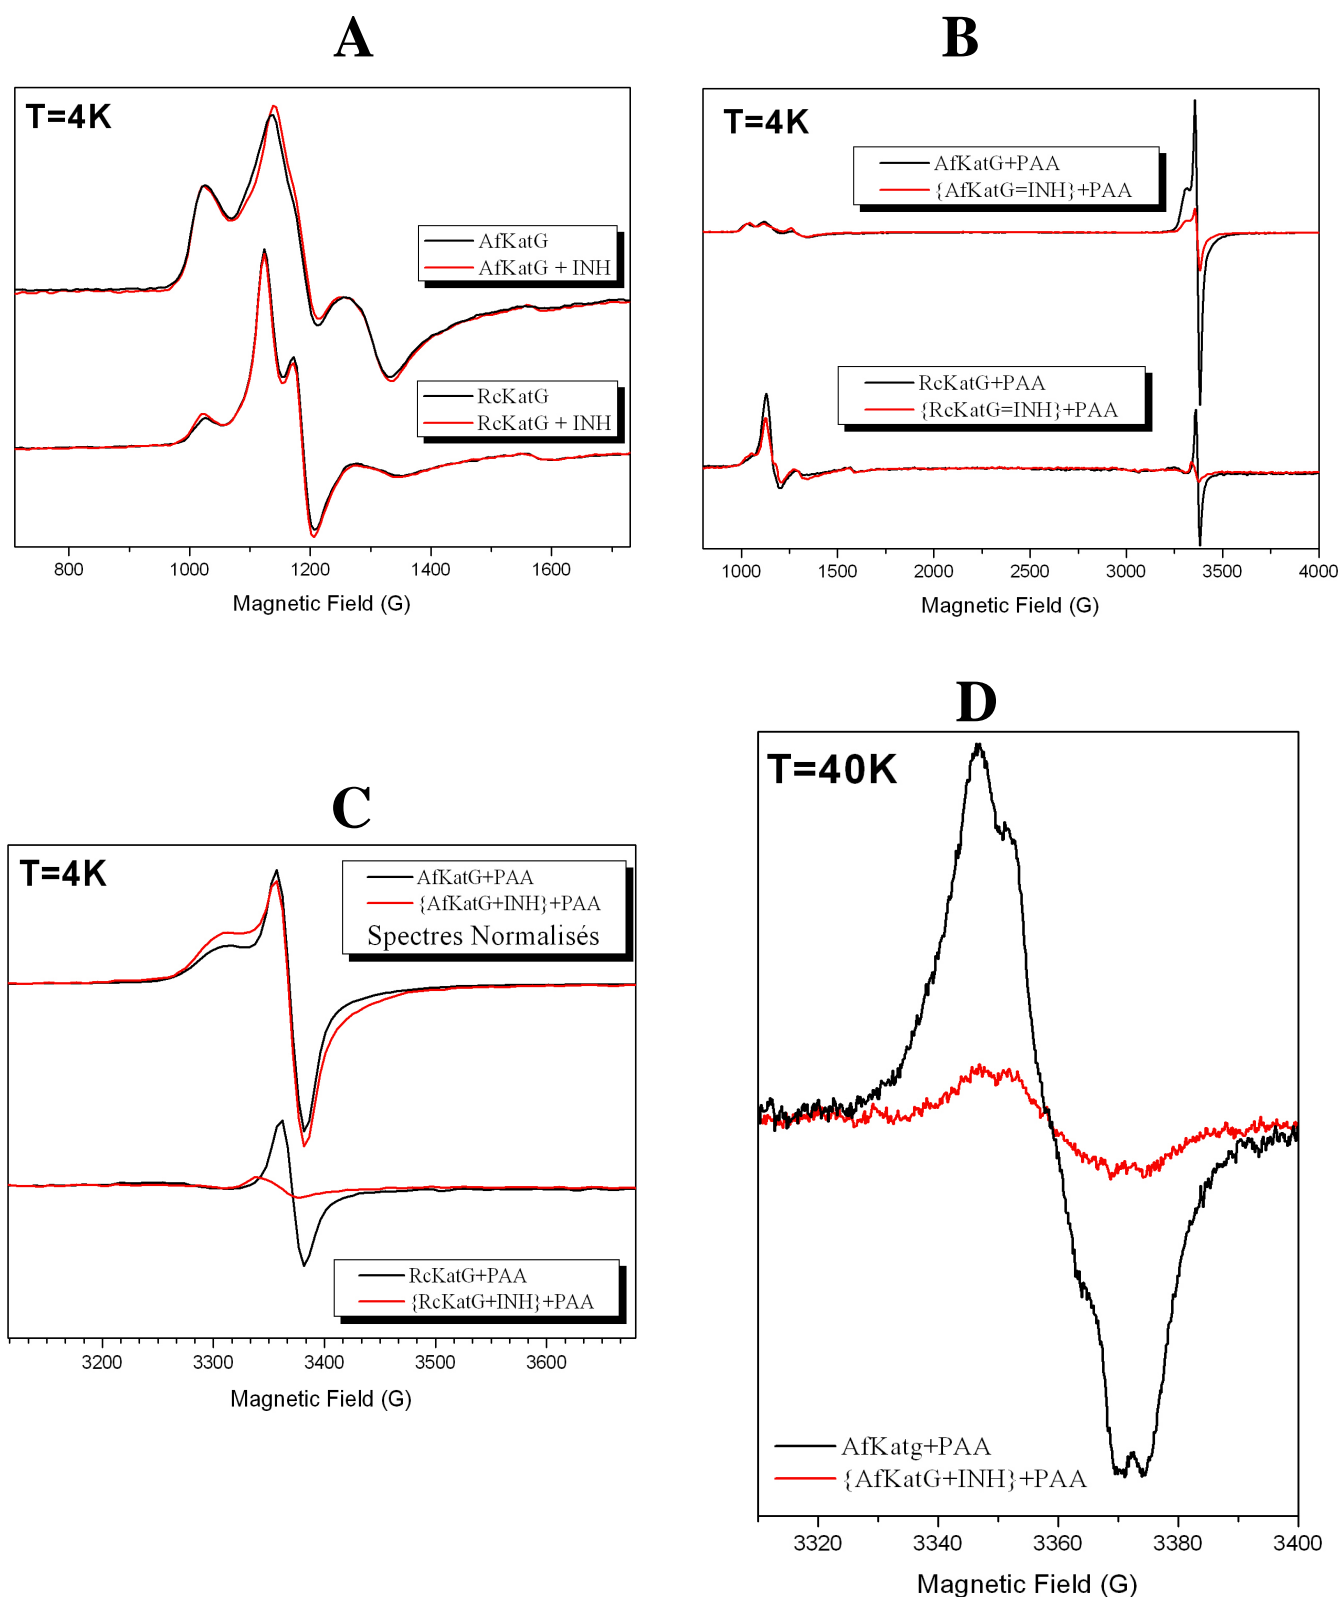 A
T=4K
AfKatG
AfKatG + INH
RcKatG
RcKatG + INH
800 1000 1200 1400 1600
Magnetic Field (G)
B
T=4K
AfKatG+PAA
{AfKatG=INH}+PAA
RcKatG+PAA
{RcKatG=INH}+PAA
1000 1500 2000 2500 3000 3500 4000
Magnetic Field (G)
C
T=4K
AfKatG+PAA
{AfKatG+INH}+PAA
Spectres Normalisés
RcKatG+PAA
{RcKatG+INH}+PAA
3200 3300 3400 3500 3600
Magnetic Field (G)
D
T=40K
AfKatg+PAA
{AfKatG+INH}+PAA
3320 3340 3360 3380 3400
Magnetic Field (G)